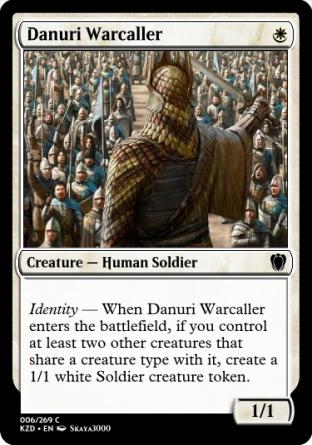 Danuri Warcaller
Creature — Human Soldier
Identity — When Danuri Warcaller
enters the battlefield, if you control
at least two other creatures that
share a creature type with it, create a
1/1 white Soldier creature token.
1/1
006/269 C
KZD • EN Skaya3000